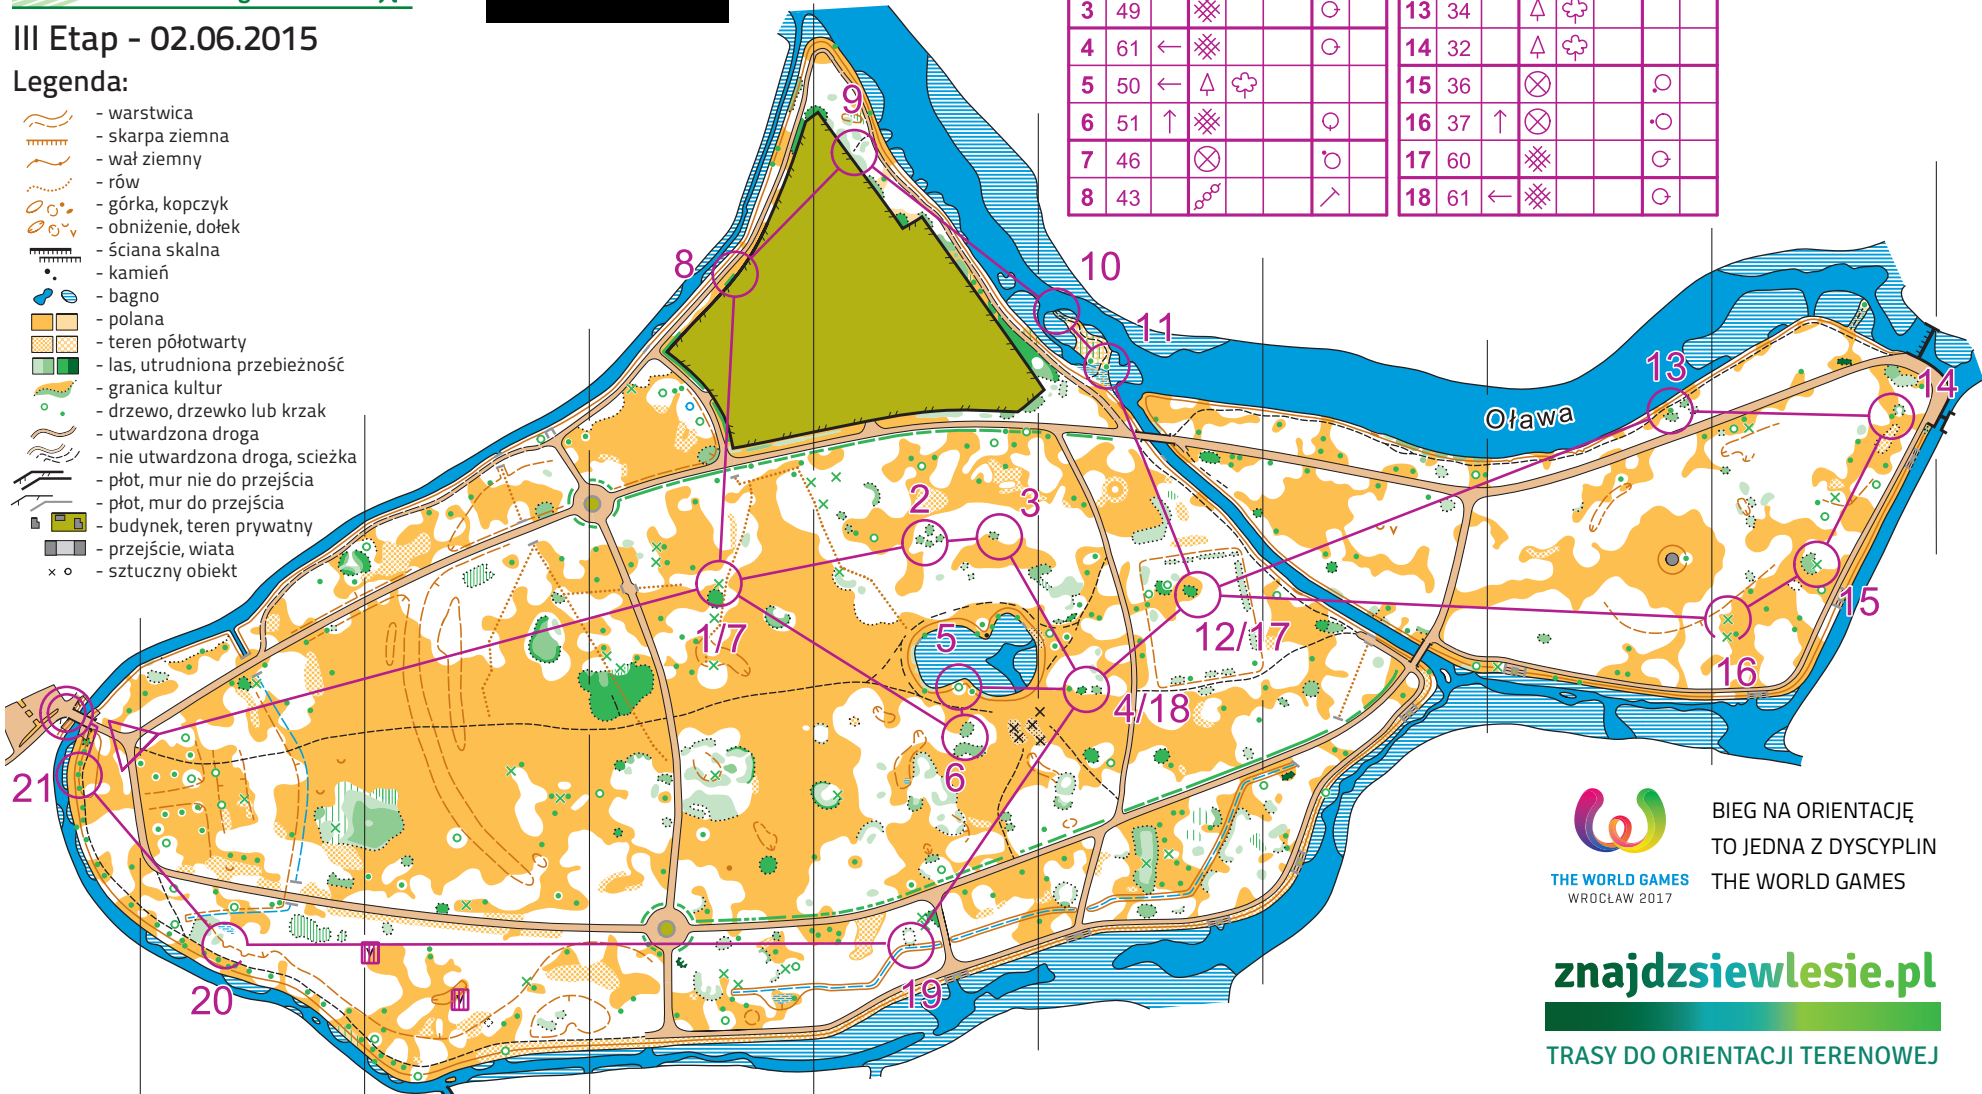 III Etap - 02.06.2015
Legenda:
- warstwica
- skarpa ziemna
- wał ziemny
- rów
- górka, kopczyk
- obniżenie, dołek
- ściana skalna
- kamień
- bagno
- polana
- teren półotwarty
- las, utrudniona przebieżność
- granica kultur
- drzewo, drzewko lub krzak
- utwardzona droga
- nie utwardzona droga, scieżka
- płot, mur nie do przejścia
- płot, mur do przejścia
- budynek, teren prywatny
- przejście, wiata
- sztuczny obiekt
3 49
4 61
5 50
6 51
7 46
8 43
13 34
14 32
15 36
16 37
17 60
18 61
9
8
10
11
13
14
Oława
2
3
1/7
5
12/17
15
4/18
16
6
21
20
19
BIEG NA ORIENTACJĘ
TO JEDNA Z DYSCYPLIN
THE WORLD GAMES
THE WORLD GAMES
WROCŁAW 2017
znajdzsiewlesie.pl
TRASY DO ORIENTACJI TERENOWEJ